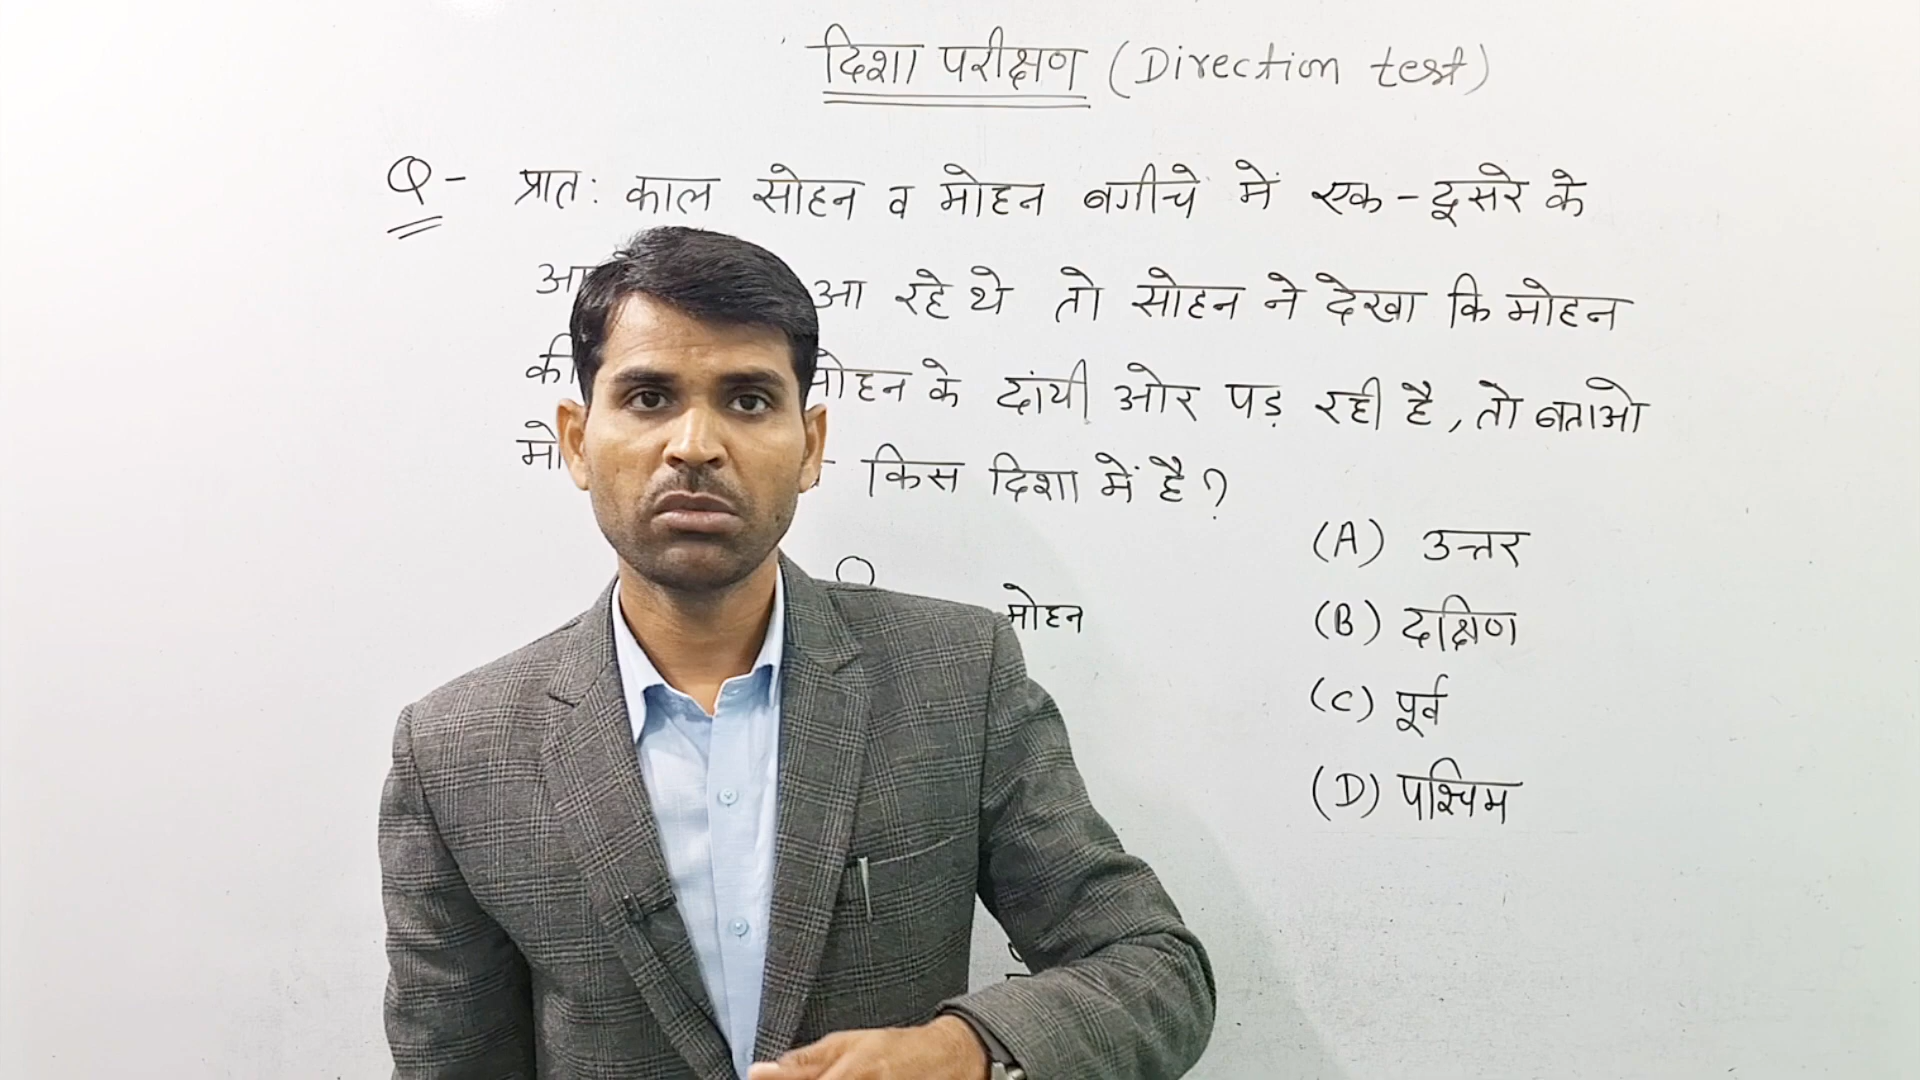 दिशा परीक्षण (Direction test)
Q- प्रात: काल सोहन व मोहन बगीचे में एक-दूसरे के
आ रहे थे तो सोहन ने देखा कि मोहन
की मोहन के दांयी ओर पड़ रही है, तो बताओ
किस दिशा में है?
(A) उत्तर
मोहन
(B) दक्षिण
(C) पूर्व
(D) पश्चिम